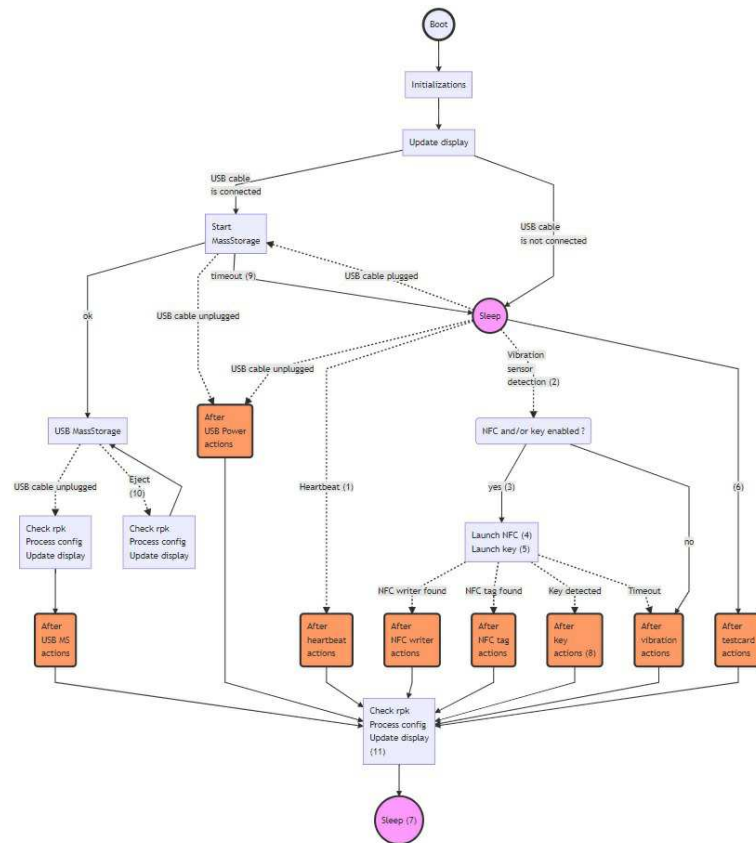 Boot
Initializations
Update display
USB cable
is connected
USB cable
is not connected
Start
MassStorage
timeout (9)
USB cable plugged
Sleep
ok
USB cable unplugged
USB cable unplugged
Vibration
sensor
detection (2)
USB MassStorage
After
USB Power
actions
NFC and/or key enabled ?
USB cable unplugged
Eject
(10)
Heartbeat (1)
yes (3)
(6)
Check rpk
Process config
Update display
Check rpk
Process config
Update display
Launch NFC (4)
Launch key (5)
no
NFC writer found
NFC tag found
Key detected
Timeout
After
USB MS
actions
After
heartbeat
actions
After
NFC writer
actions
After
NFC tag
actions
After
key
actions (8)
After
vibration
actions
After
testcard
actions
Check rpk
Process config
Update display
(11)
Sleep (7)